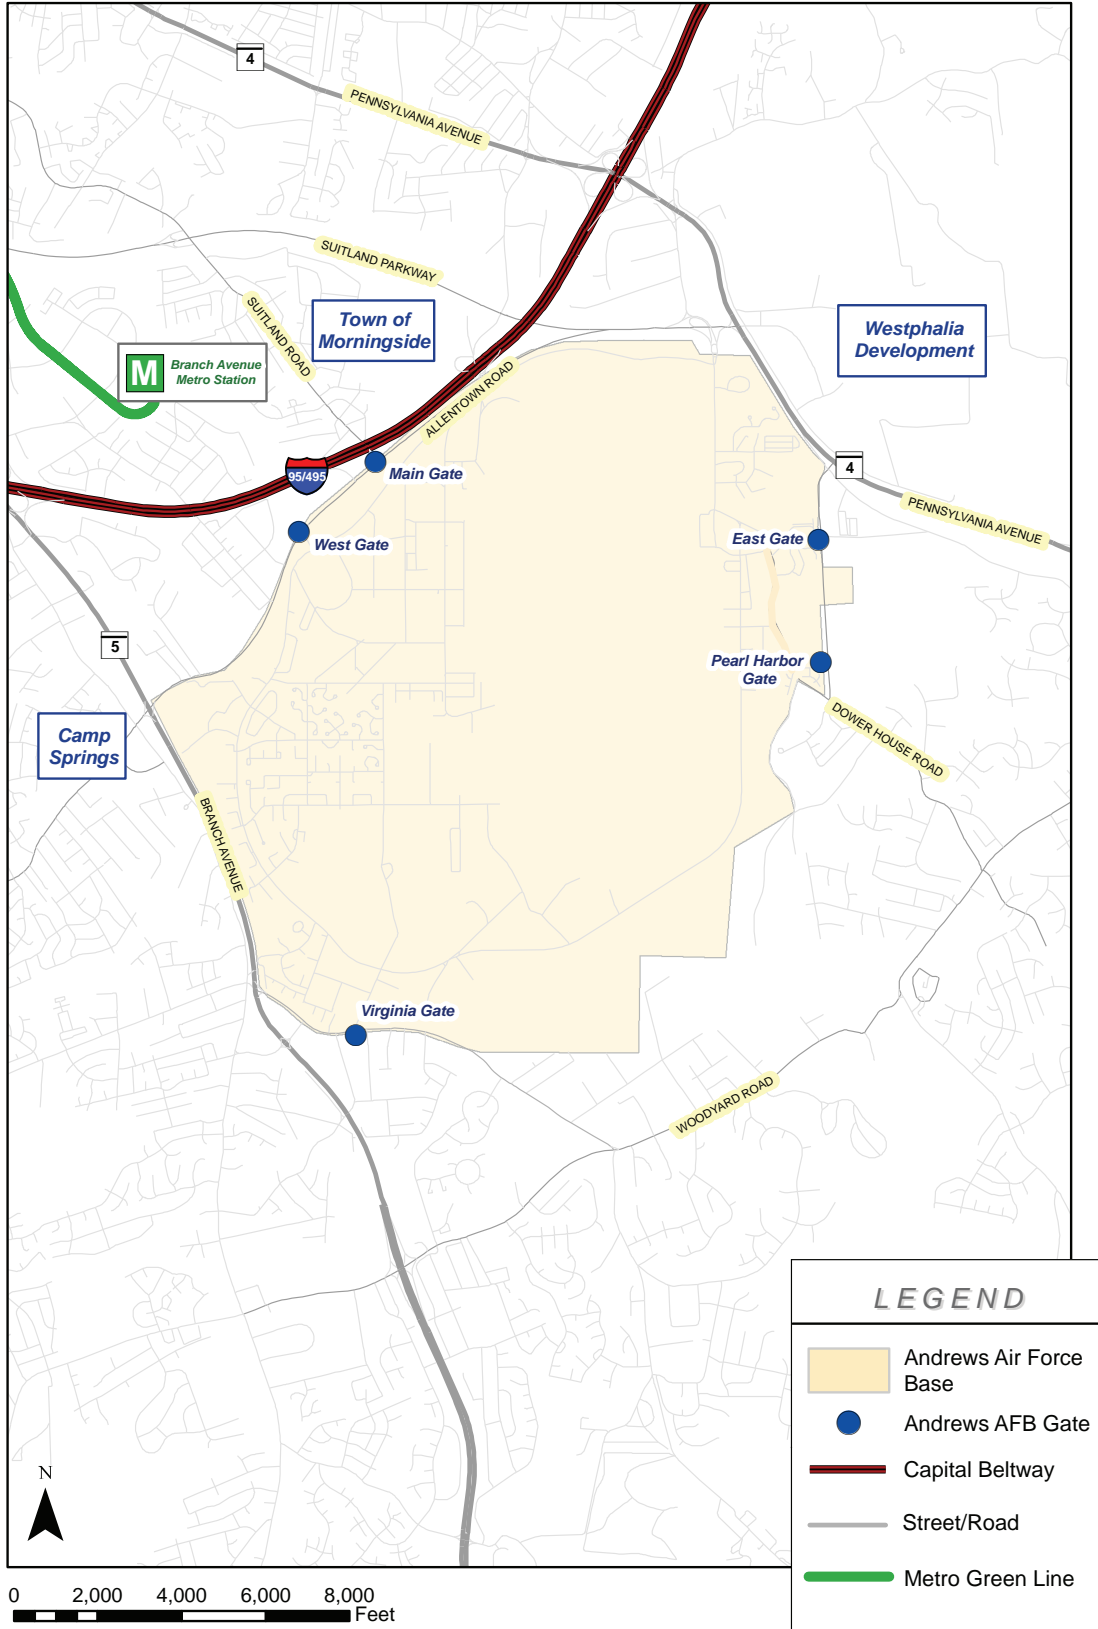 4
PENNSYLVANIA AVENUE
SUITLAND PARKWAY
SUITLAND ROAD
Town of
Morningside
Westphalia
Development
M
Branch Avenue
Metro Station
ALLENTOWN ROAD
95/495
Main Gate
4
PENNSYLVANIA AVENUE
West Gate
East Gate
5
Pearl Harbor
Gate
DOWER HOUSE ROAD
Camp
Springs
BRANCH AVENUE
Virginia Gate
WOODYARD ROAD
LEGEND
Andrews Air Force
Base
Andrews AFB Gate
Capital Beltway
Street/Road
Metro Green Line
N
0 2,000 4,000 6,000 8,000
Feet